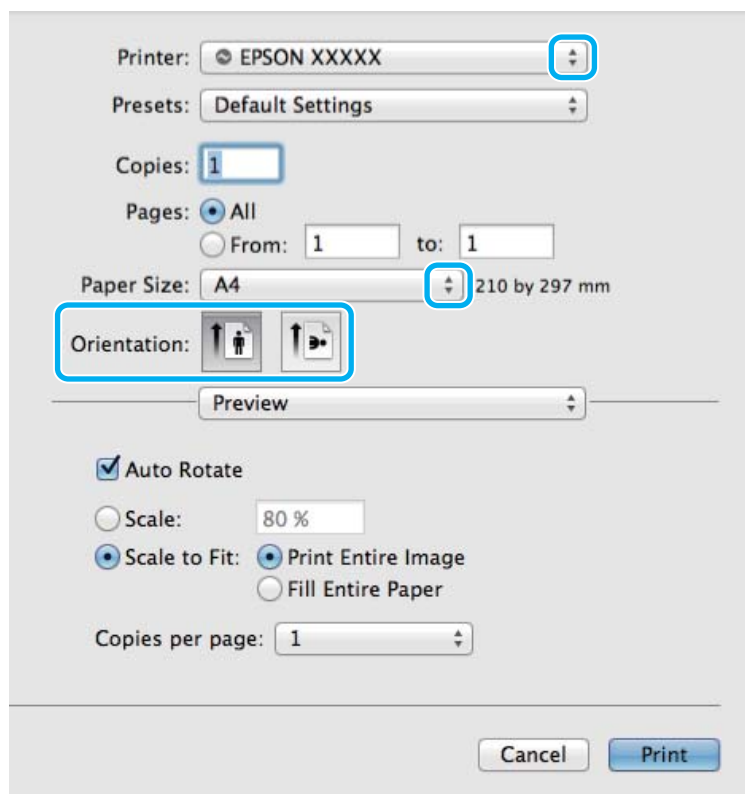 Printer: EPSON XXXXX
Presets: Default Settings
Copies: 1
Pages: All
From: 1 to: 1
Paper Size: A4 210 by 297 mm
Orientation:
Preview
Auto Rotate
Scale: 80 %
Scale to Fit: Print Entire Image
Fill Entire Paper
Copies per page: 1
Cancel Print